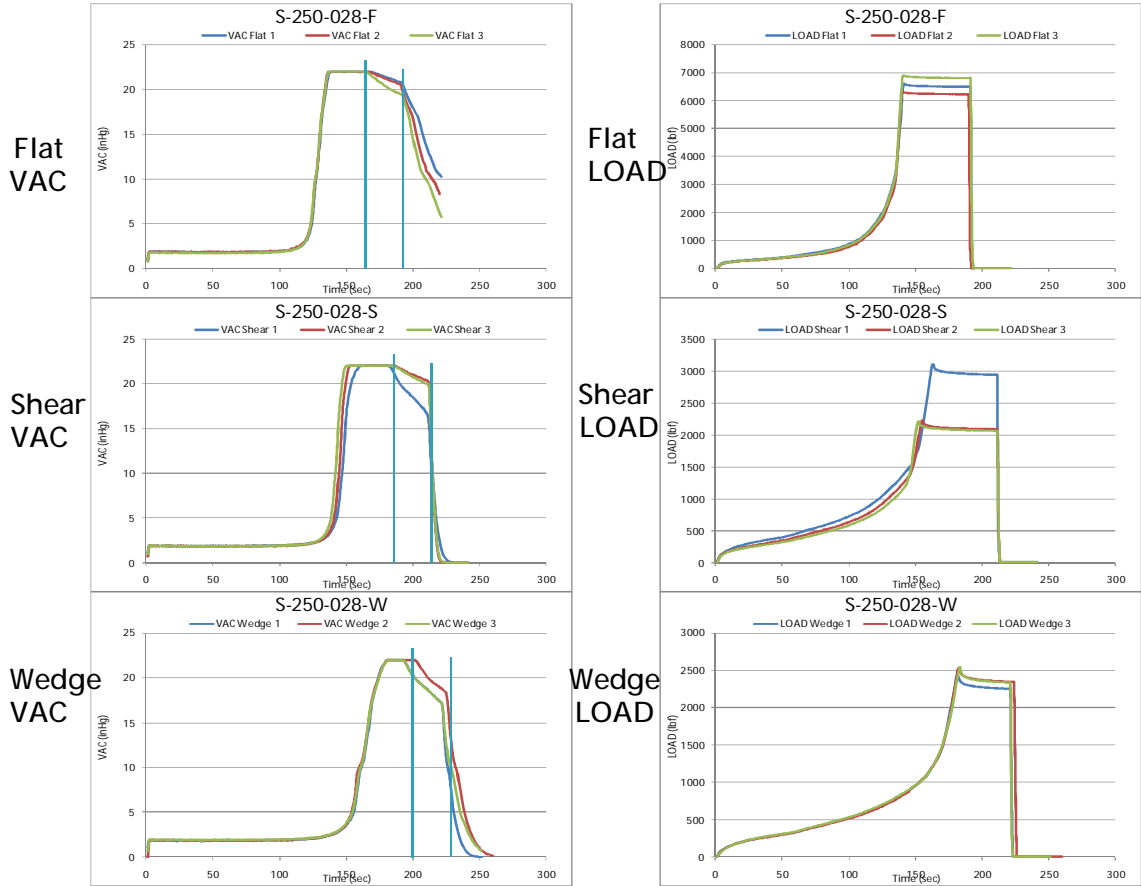 S-250-028-F
VAC Flat 1 VAC Flat 2 VAC Flat 3
25
20
15
10
5
0
VAC (inHg)
0 50 100 150 200 250 300
Time (sec)
Flat
VAC
S-250-028-F
LOAD Flat 1 LOAD Flat 2 LOAD Flat 3
8000
7000
6000
5000
4000
3000
2000
1000
0
LOAD (lbf)
0 50 100 150 200 250 300
Time (sec)
Flat
LOAD
S-250-028-S
VAC Shear 1 VAC Shear 2 VAC Shear 3
25
20
15
10
5
0
VAC (inHg)
0 50 100 150 200 250 300
Time (sec)
Shear
VAC
S-250-028-S
LOAD Shear 1 LOAD Shear 2 LOAD Shear 3
3500
3000
2500
2000
1500
1000
500
0
LOAD (lbf)
0 50 100 150 200 250 300
Time (sec)
Shear
LOAD
S-250-028-W
VAC Wedge 1 VAC Wedge 2 VAC Wedge 3
25
20
15
10
5
0
VAC (inHg)
0 50 100 150 200 250 300
Time (sec)
Wedge
VAC
S-250-028-W
LOAD Wedge 1 LOAD Wedge 2 LOAD Wedge 3
3000
2500
2000
1500
1000
500
0
LOAD (lbf)
0 50 100 150 200 250 300
Time (sec)
Wedge
LOAD